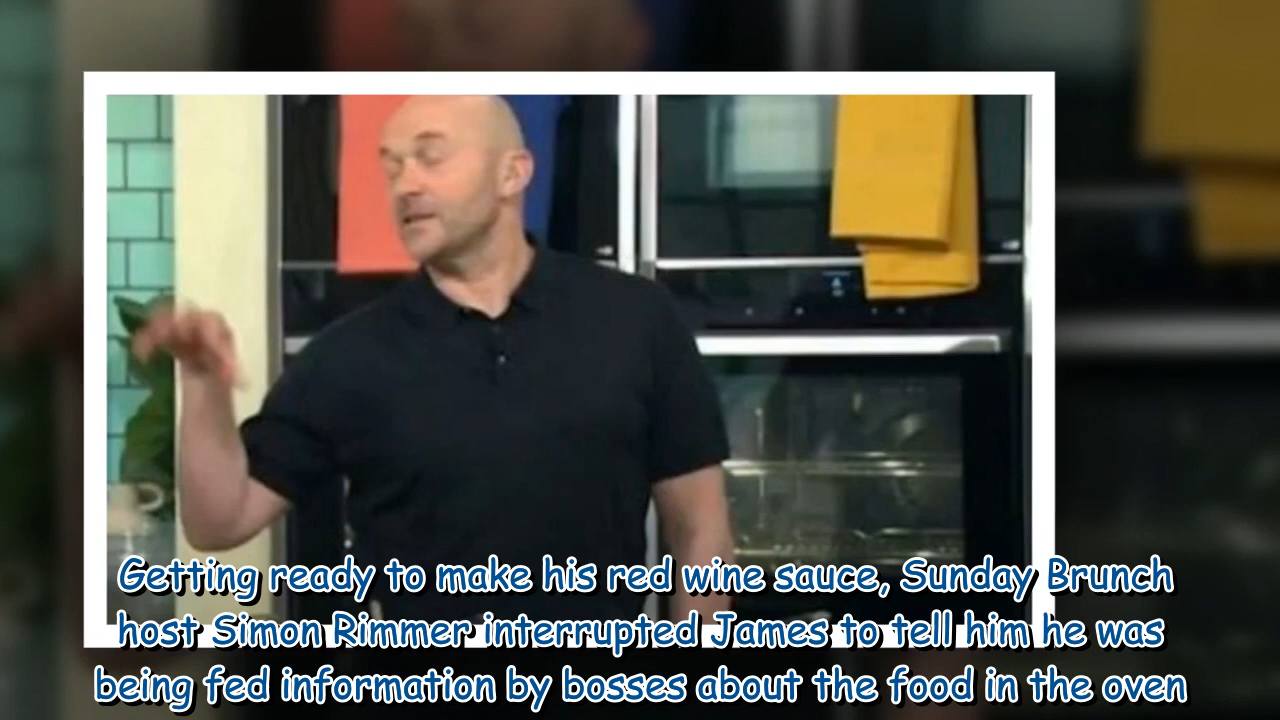 Getting ready to make his red wine sauce, Sunday Brunch
host Simon Rimmer interrupted James to tell him he was
being fed information by bosses about the food in the oven